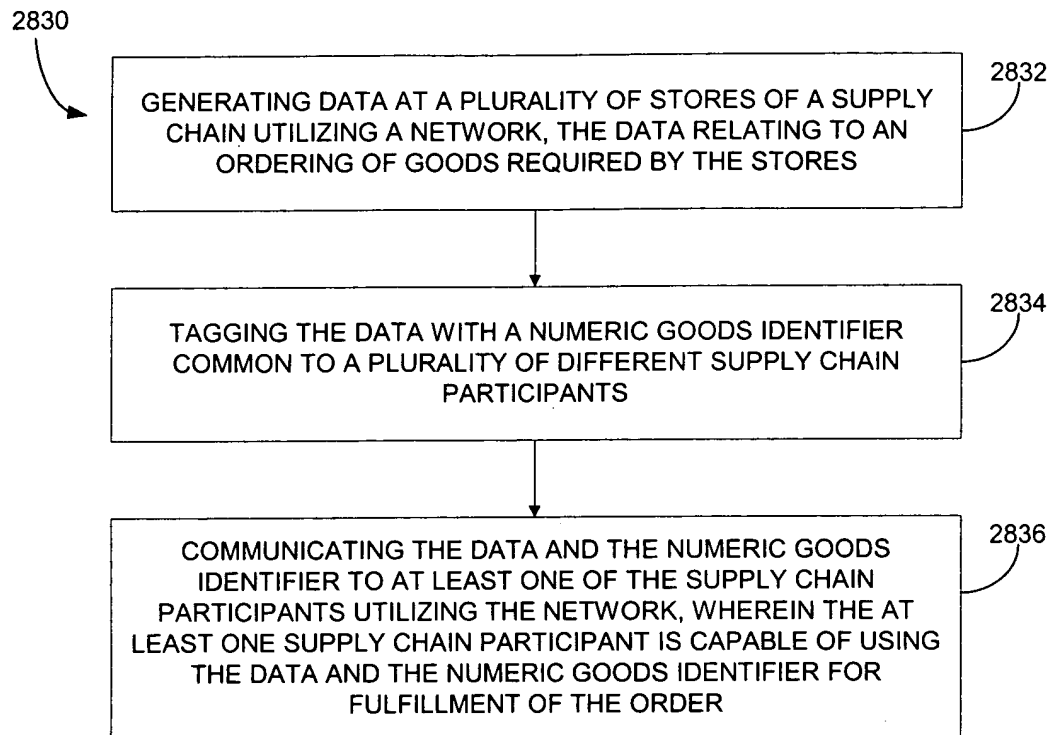 2830
2832
GENERATING DATA AT A PLURALITY OF STORES OF A SUPPLY
CHAIN UTILIZING A NETWORK, THE DATA RELATING TO AN
ORDERING OF GOODS REQUIRED BY THE STORES
2834
TAGGING THE DATA WITH A NUMERIC GOODS IDENTIFIER
COMMON TO A PLURALITY OF DIFFERENT SUPPLY CHAIN
PARTICIPANTS
2836
COMMUNICATING THE DATA AND THE NUMERIC GOODS
IDENTIFIER TO AT LEAST ONE OF THE SUPPLY CHAIN
PARTICIPANTS UTILIZING THE NETWORK, WHEREIN THE AT
LEAST ONE SUPPLY CHAIN PARTICIPANT IS CAPABLE OF USING
THE DATA AND THE NUMERIC GOODS IDENTIFIER FOR
FULFILLMENT OF THE ORDER